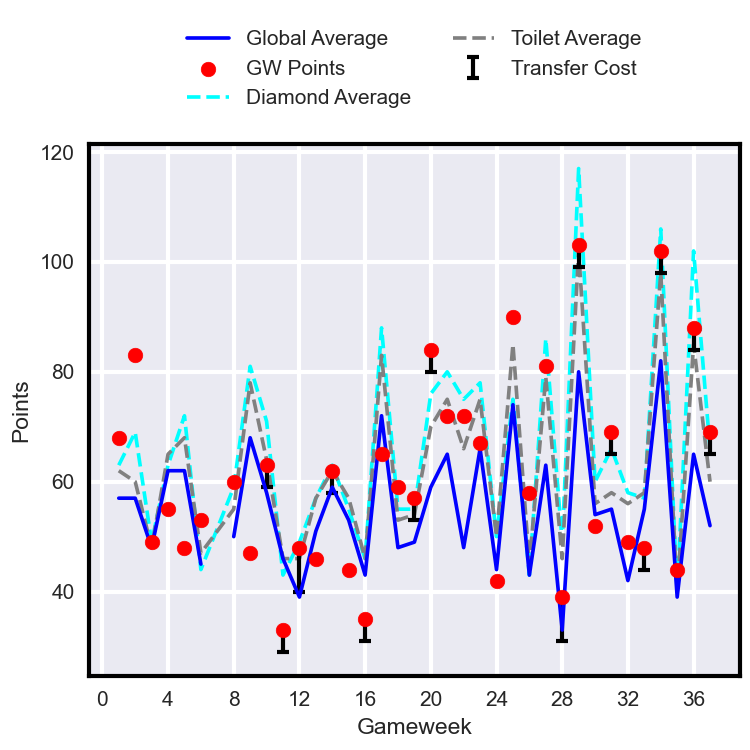 Global Average
GW Points
Diamond Average
Toilet Average
Transfer Cost
120
100
80
60
40
Points
0 4 8 12 16 20 24 28 32 36
Gameweek